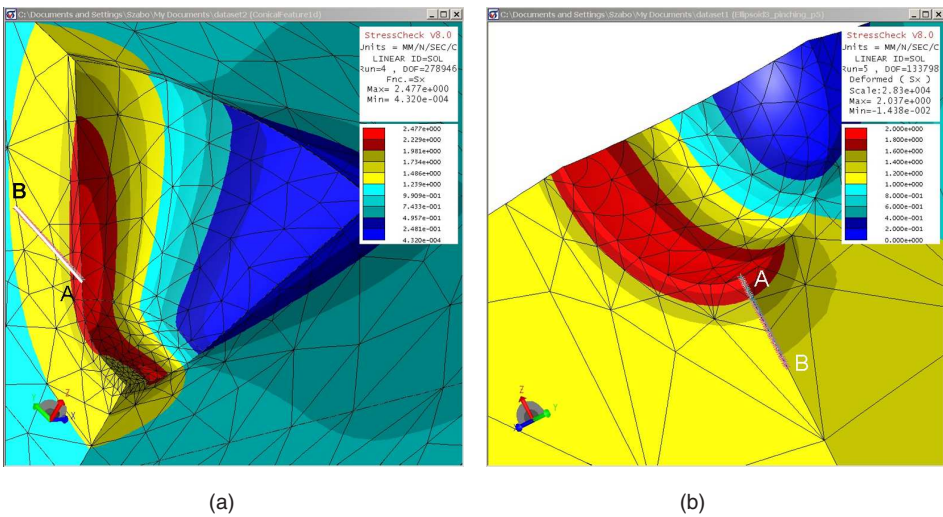 C:\Documents and Settings\Szabo\My Documents\dataset2 (ConicalFeature1d)
StressCheck v8.0
Units = MM/N/SEC/C
LINEAR ID=SOL
Run=4 , DOF=278946
Fnc.=Sx
Max= 2.477e+000
Min= 4.320e-004
2.477e+000
2.229e+000
1.981e+000
1.734e+000
1.486e+000
1.239e+000
9.909e-001
7.433e-001
4.957e-001
2.481e-001
4.320e-004
B
A
Z
Y
X
(a)
C:\Documents and Settings\Szabo\My Documents\dataset1 (Ellipsoid3_pinching_p5)
StressCheck v8.0
Units = MM/N/SEC/C
LINEAR ID=SOL
Run=5 , DOF=133798
Deformed ( Sx )
Scale:2.83e+004
Max= 2.037e+000
Min=-1.438e-002
2.000e+000
1.800e+000
1.600e+000
1.400e+000
1.200e+000
1.000e+000
8.000e-001
6.000e-001
4.000e-001
2.000e-001
0.000e+000
A
B
Z
Y
(b)